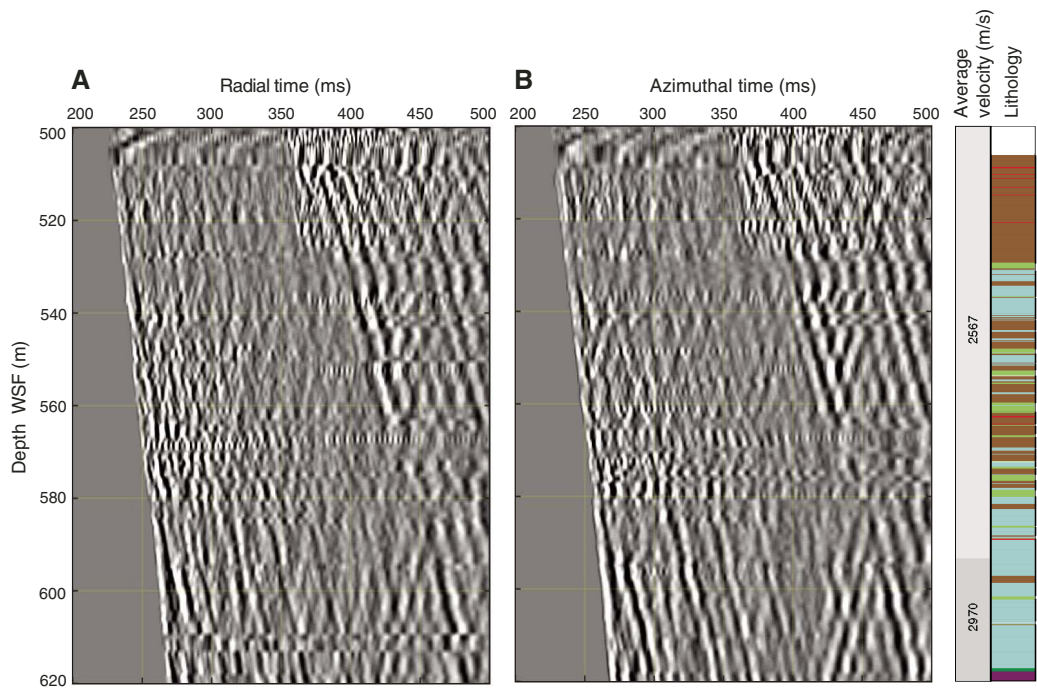 A
Radial time (ms)
200 250 300 350 400 450 500
B
Azimuthal time (ms)
200 250 300 350 400 450 500
Average
velocity (m/s)
Lithology
Depth WSF (m)
500
520
540
560
580
600
620
2567
2970